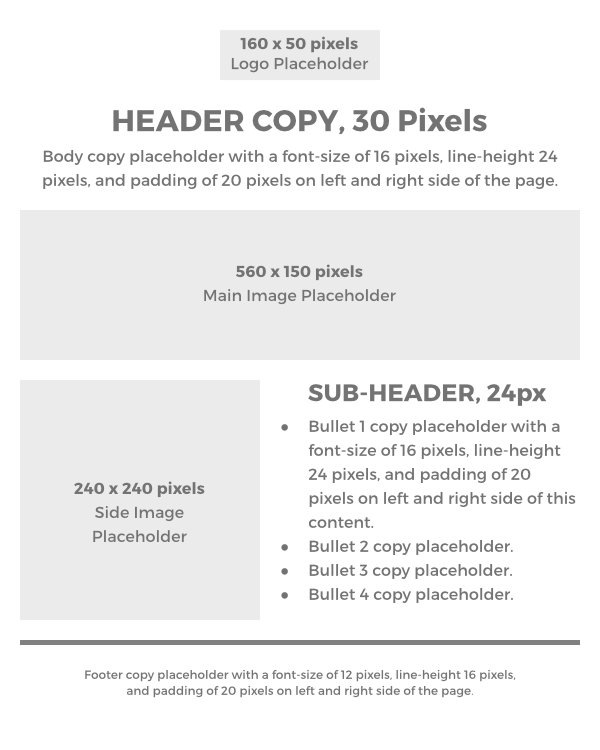 160 x 50 pixels
Logo Placeholder
HEADER COPY, 30 Pixels
Body copy placeholder with a font-size of 16 pixels, line-height 24
pixels, and padding of 20 pixels on left and right side of the page.
560 x 150 pixels
Main Image Placeholder
240 x 240 pixels
Side Image
Placeholder
SUB-HEADER, 24px
● Bullet 1 copy placeholder with a
font-size of 16 pixels, line-height
24 pixels, and padding of 20
pixels on left and right side of this
content.
● Bullet 2 copy placeholder.
● Bullet 3 copy placeholder.
● Bullet 4 copy placeholder.
Footer copy placeholder with a font-size of 12 pixels, line-height 16 pixels,
and padding of 20 pixels on left and right side of the page.